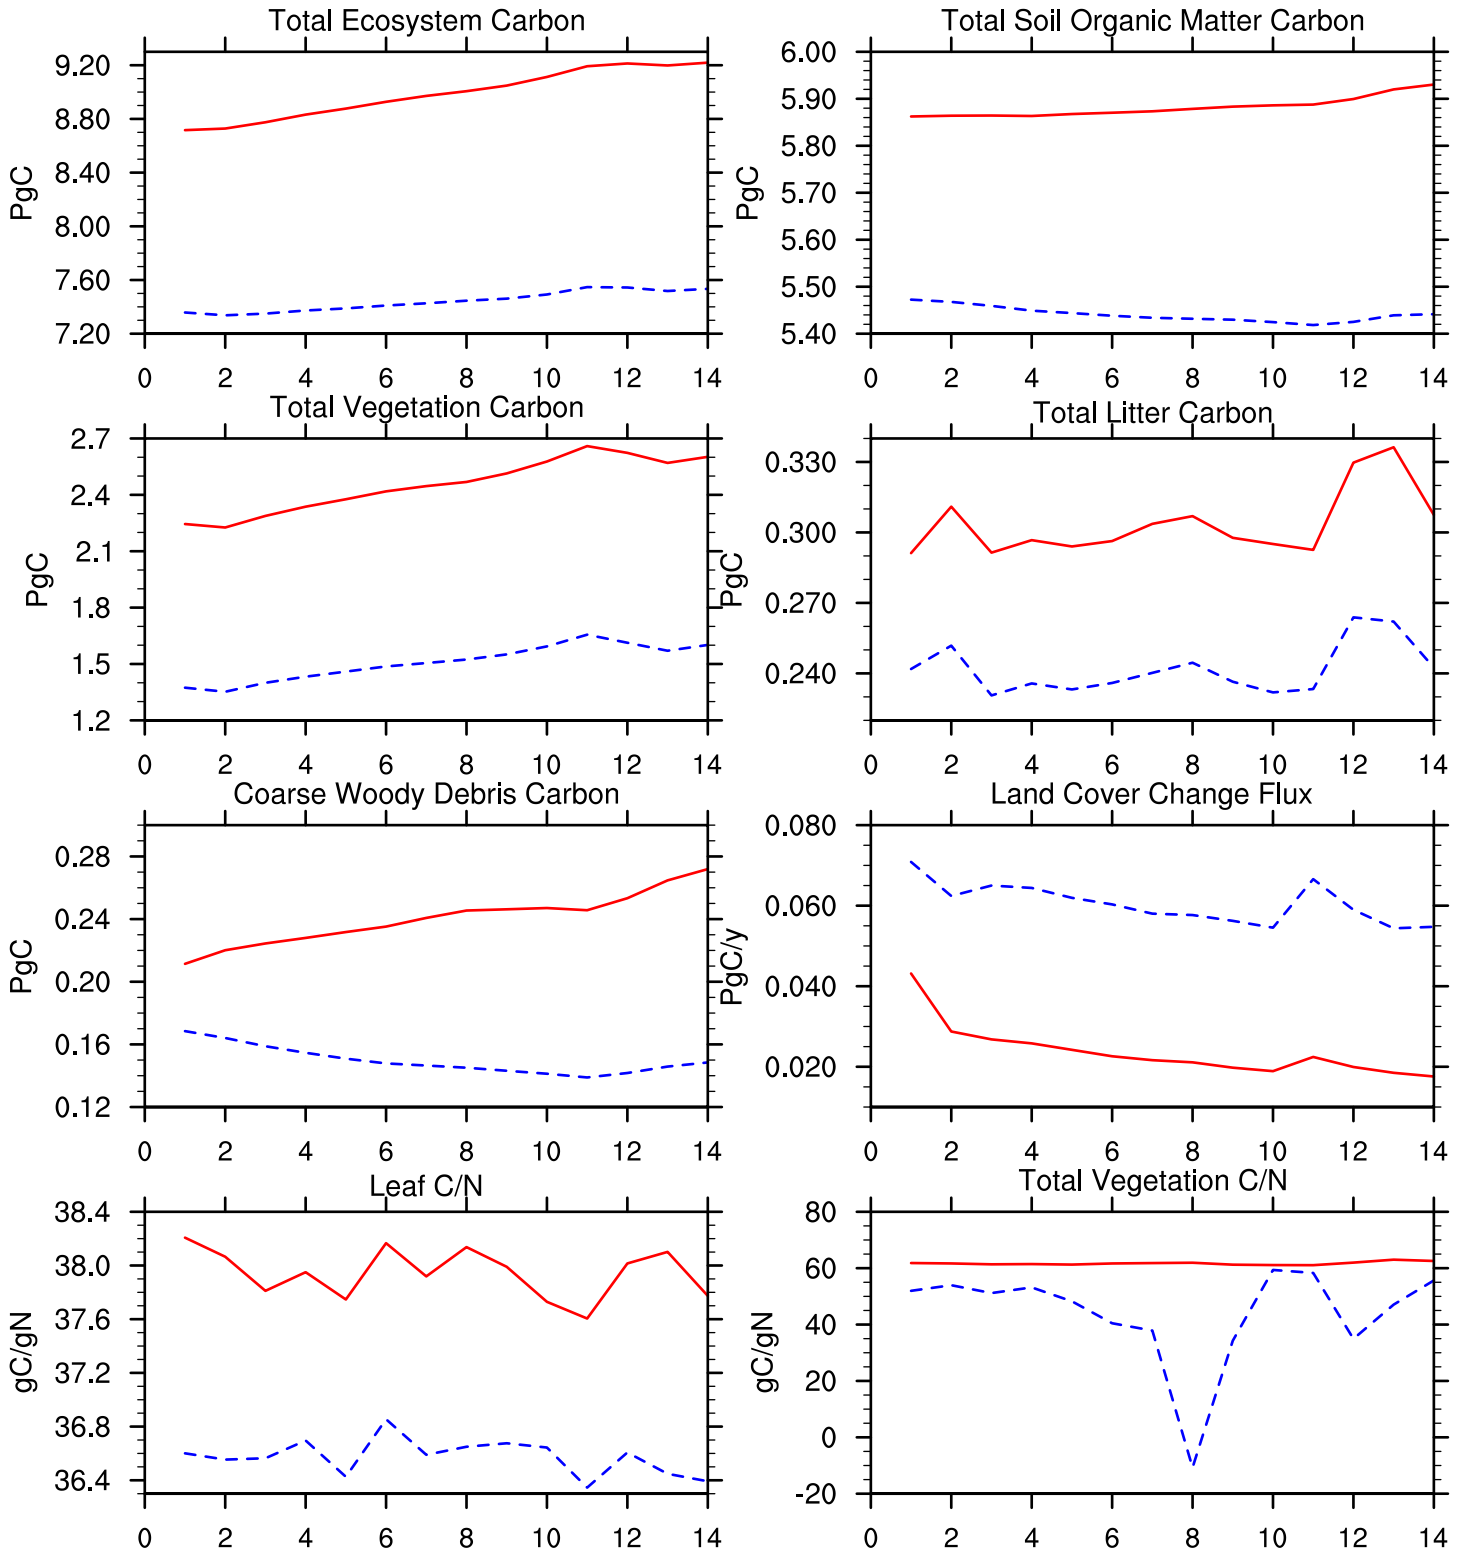 Total Ecosystem Carbon
PgC
9.20
8.80
8.40
8.00
7.60
7.20
0 2 4 6 8 10 12 14
Total Soil Organic Matter Carbon
PgC
6.00
5.90
5.80
5.70
5.60
5.50
5.40
0 2 4 6 8 10 12 14
Total Vegetation Carbon
PgC
2.7
2.4
2.1
1.8
1.5
1.2
0 2 4 6 8 10 12 14
Total Litter Carbon
PgC
0.330
0.300
0.270
0.240
0 2 4 6 8 10 12 14
Coarse Woody Debris Carbon
PgC
0.28
0.24
0.20
0.16
0.12
0 2 4 6 8 10 12 14
Land Cover Change Flux
PgC/y
0.080
0.060
0.040
0.020
0 2 4 6 8 10 12 14
Leaf C/N
gC/gN
38.4
38.0
37.6
37.2
36.8
36.4
0 2 4 6 8 10 12 14
Total Vegetation C/N
gC/gN
80
60
40
20
0
-20
0 2 4 6 8 10 12 14